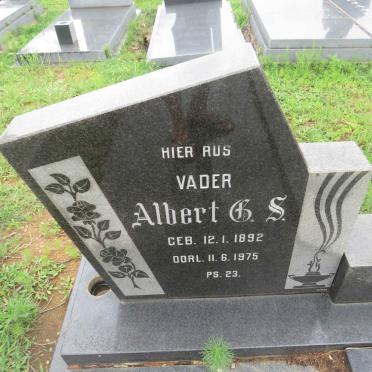 HIER RUS
VADER
Albert G. S.
GEB. 12.1.1892
OORL. 11.6.1975
PS. 23.